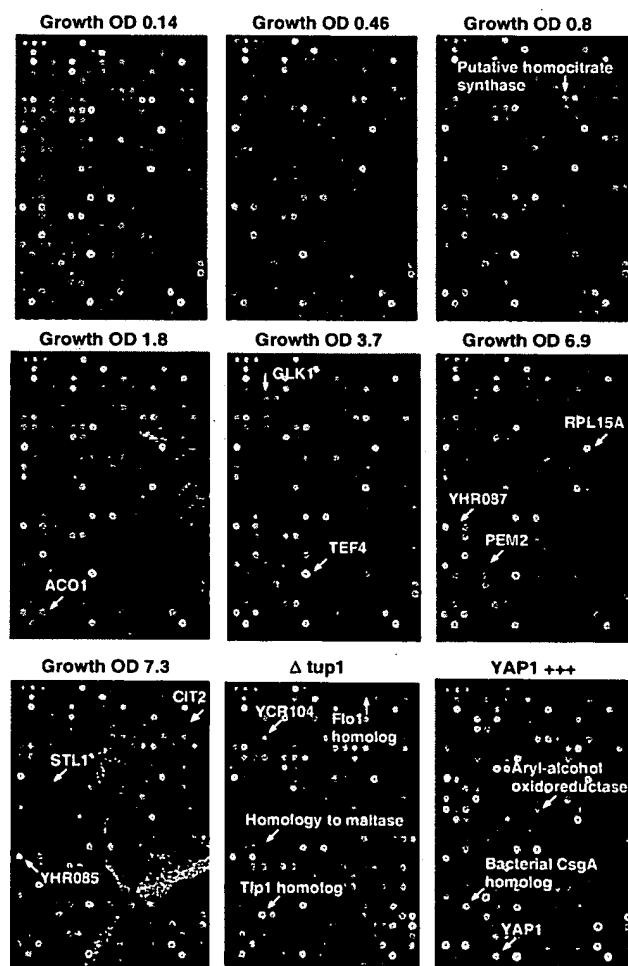 Growth OD 0.14
Growth OD 0.46
Growth OD 0.8
Putative homocitrate
synthase
Growth OD 1.8
Growth OD 3.7
Growth OD 6.9
GLK1
RPL15A
YHR087
PEM2
TEF4
ACO1
Growth OD 7.3
Δ tup1
YAP1 +++
CIT2
YCR104
Flo1
homolog
STL1
Aryl-alcohol
oxidoreductase
Homology to maltase
YHR085
Bacterial CsgA
homolog
Tip1 homolog
YAP1